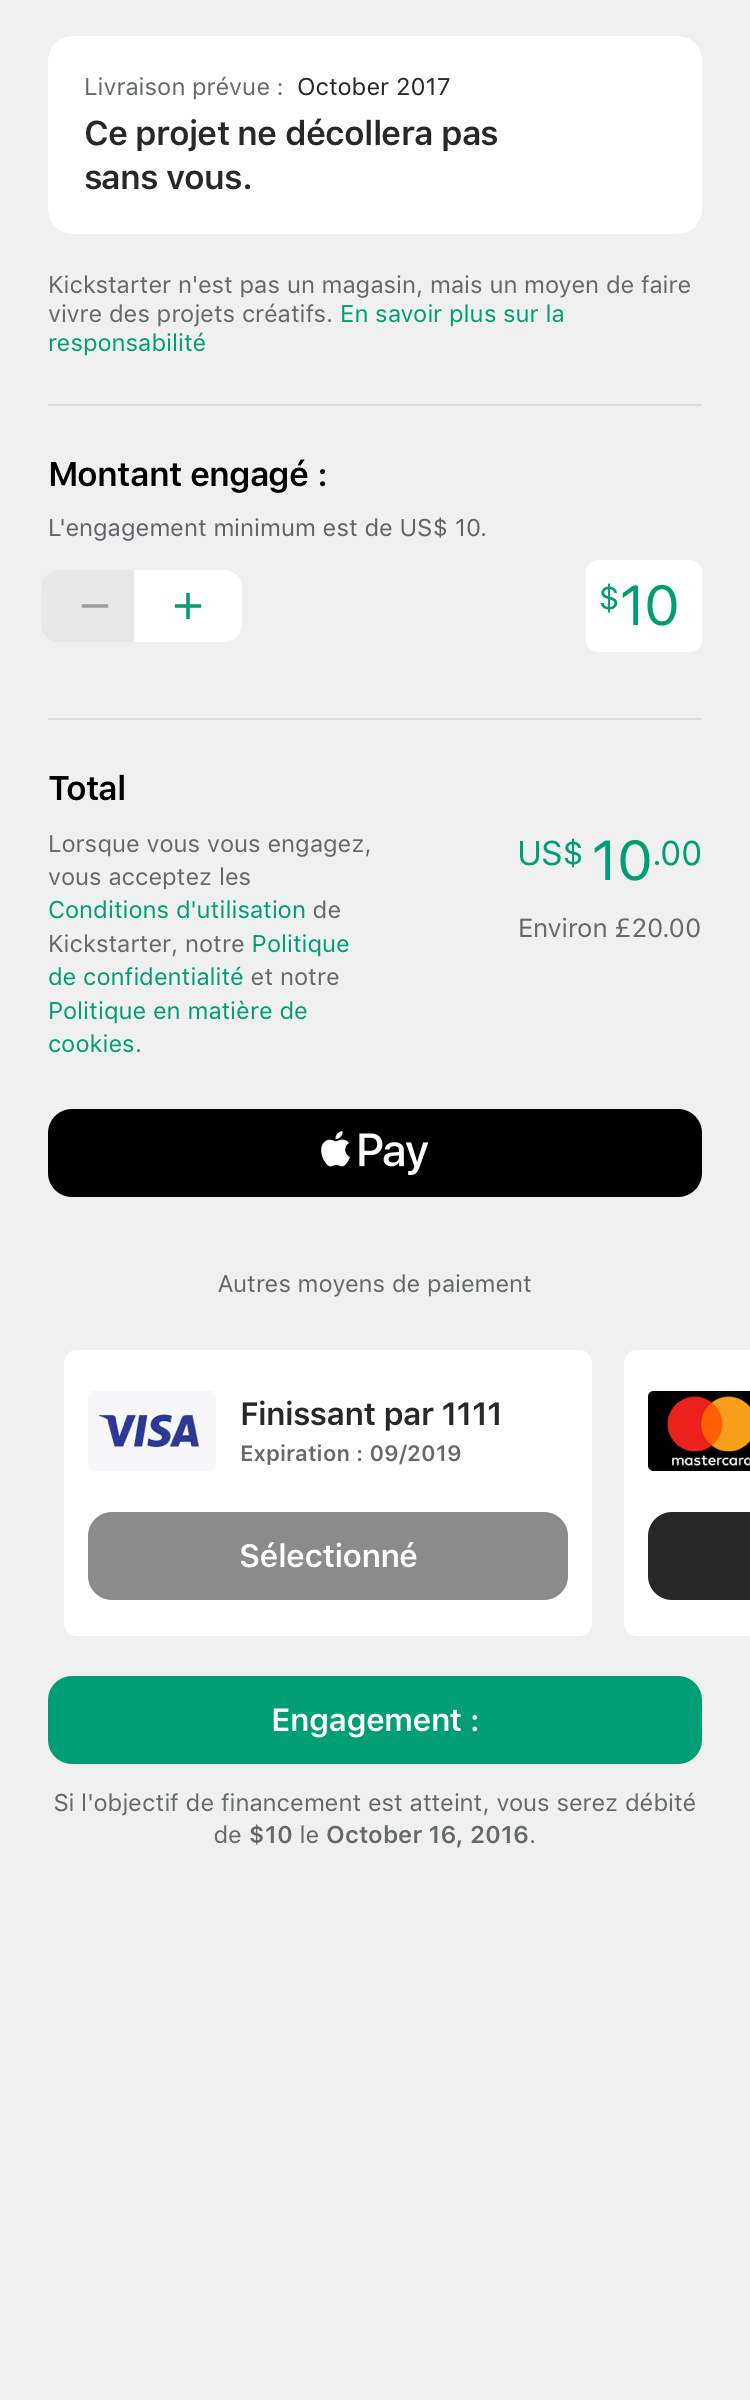 Livraison prévue : October 2017
Ce projet ne décollera pas
sans vous.
Kickstarter n'est pas un magasin, mais un moyen de faire
vivre des projets créatifs. En savoir plus sur la
responsabilité
Montant engagé :
L'engagement minimum est de US$ 10.
$10
Total
Lorsque vous vous engagez,
vous acceptez les
Conditions d'utilisation de
Kickstarter, notre Politique
de confidentialité et notre
Politique en matière de
cookies.
US$ 10.00
Environ £20.00
Pay
Autres moyens de paiement
VISA
Finissant par 1111
Expiration : 09/2019
Sélectionné
mastercard
Engagement :
Si l'objectif de financement est atteint, vous serez débité
de $10 le October 16, 2016.